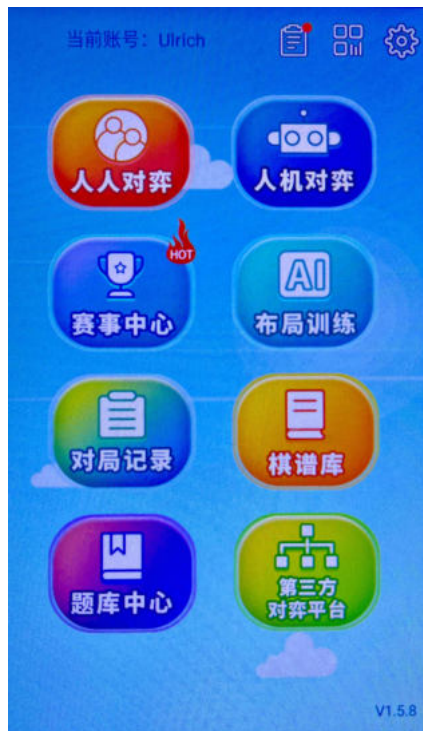 当前账号：Ulrich
人人对弈
人机对弈
HOT
赛事中心
AI
布局训练
对局记录
棋谱库
题库中心
第三方
对弈平台
V1.5.8